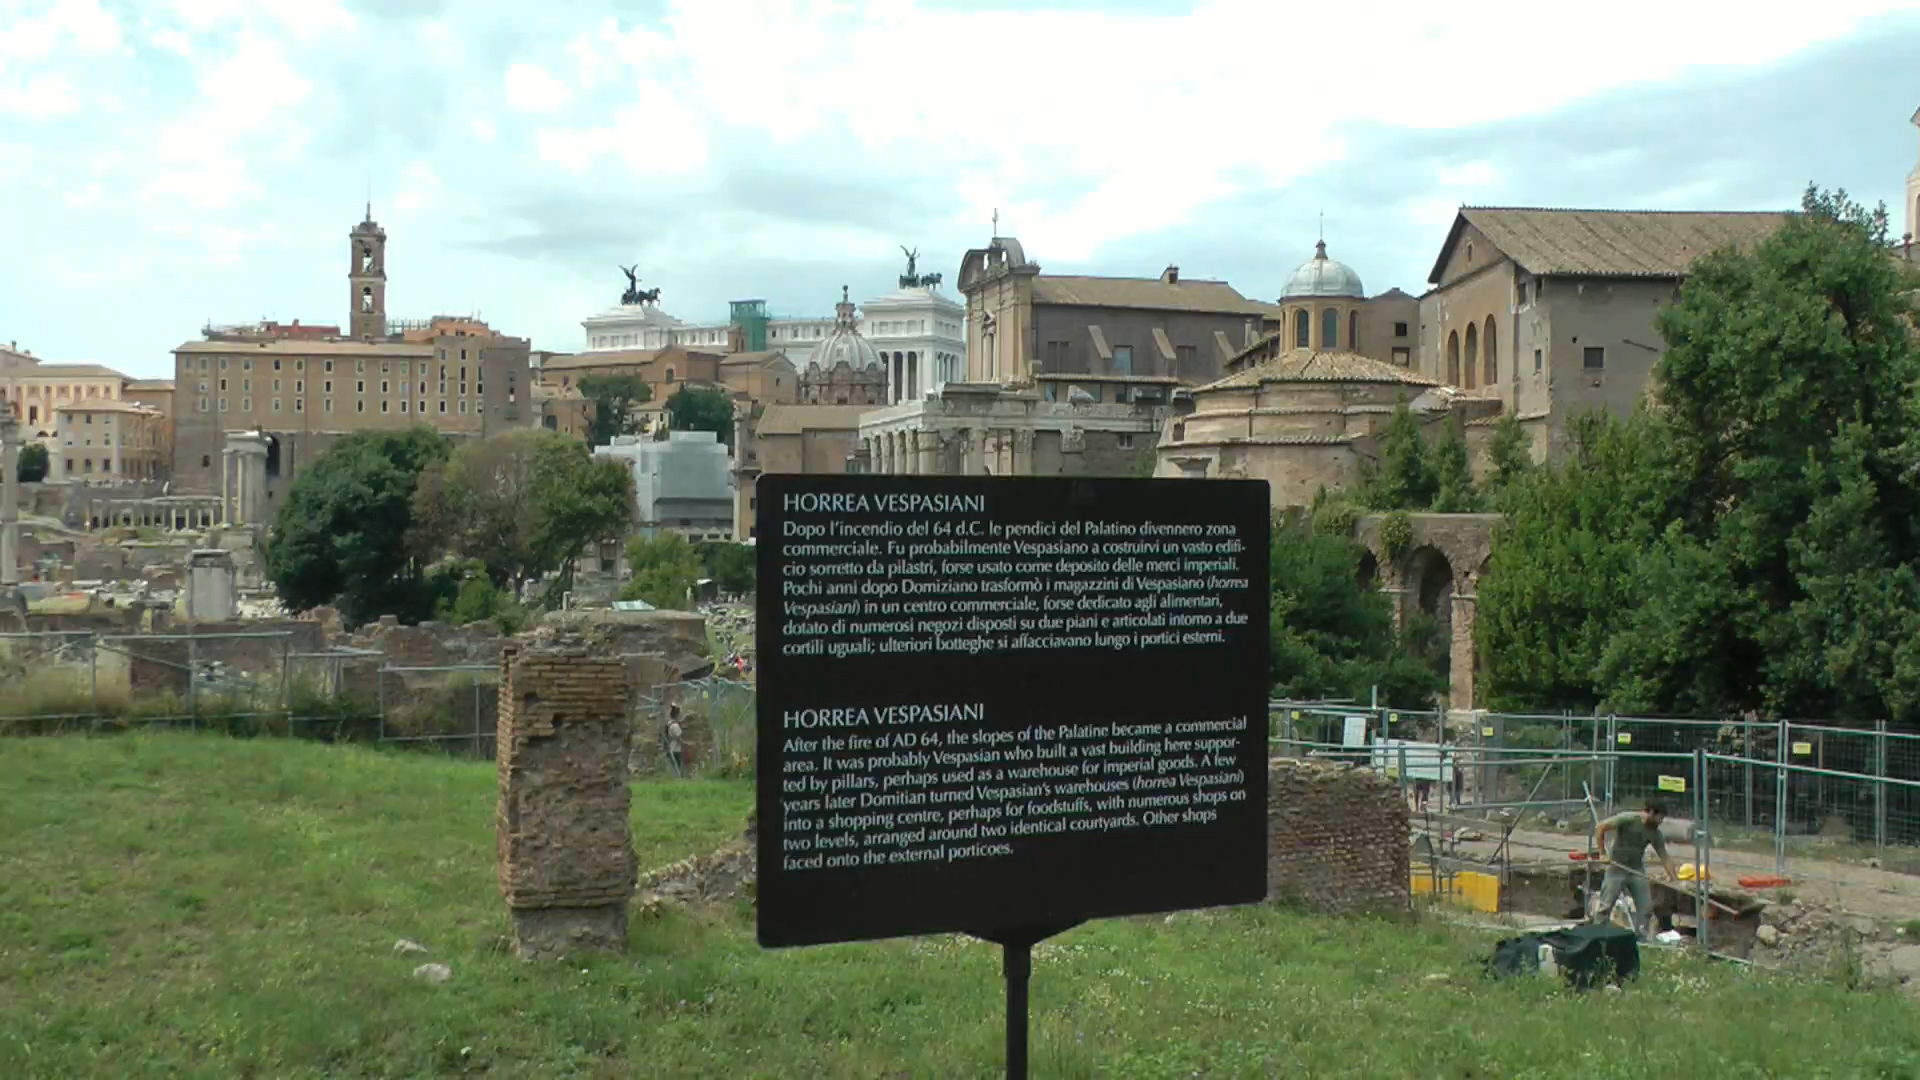 HORREA VESPASIANI
Dopo l'incendio del 64 d.C. le pendici del Palatino divennero zona
commerciale. Fu probabilmente Vespasiano a costruirvi un vasto edifi-
cio sorretto da pilastri, forse usato come deposito delle merci imperiali.
Pochi anni dopo Domiziano trasformò i magazzini di Vespasiano (horrea
Vespasiani) in un centro commerciale, forse dedicato agli alimentari,
dotato di numerosi negozi disposti su due piani e articolati intorno a due
cortili uguali; ulteriori botteghe si affacciavano lungo i portici esterni.
HORREA VESPASIANI
After the fire of AD 64, the slopes of the Palatine became a commercial
area. It was probably Vespasian who built a vast building here suppor-
ted by pillars, perhaps used as a warehouse for imperial goods. A few
years later Domitian turned Vespasian's warehouses (horrea Vespasiani)
into a shopping centre, perhaps for foodstuffs, with numerous shops on
two levels, arranged around two identical courtyards. Other shops
faced onto the external porticoes.